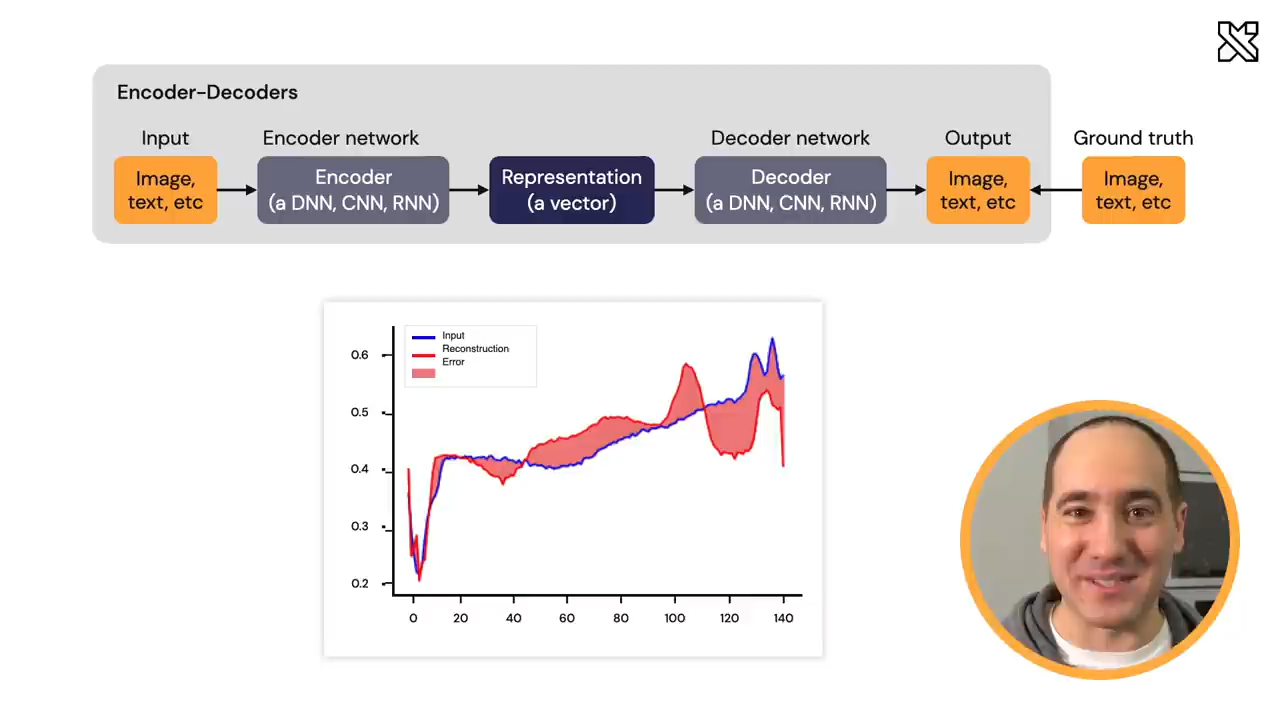 Encoder-Decoders
Input
Encoder network
Decoder network
Output
Ground truth
Image,
text, etc
Encoder
(a DNN, CNN, RNN)
Representation
(a vector)
Decoder
(a DNN, CNN, RNN)
Image,
text, etc
Image,
text, etc
Input
Reconstruction
Error
0.6
0.5
0.4
0.3
0.2
0 20 40 60 80 100 120 140